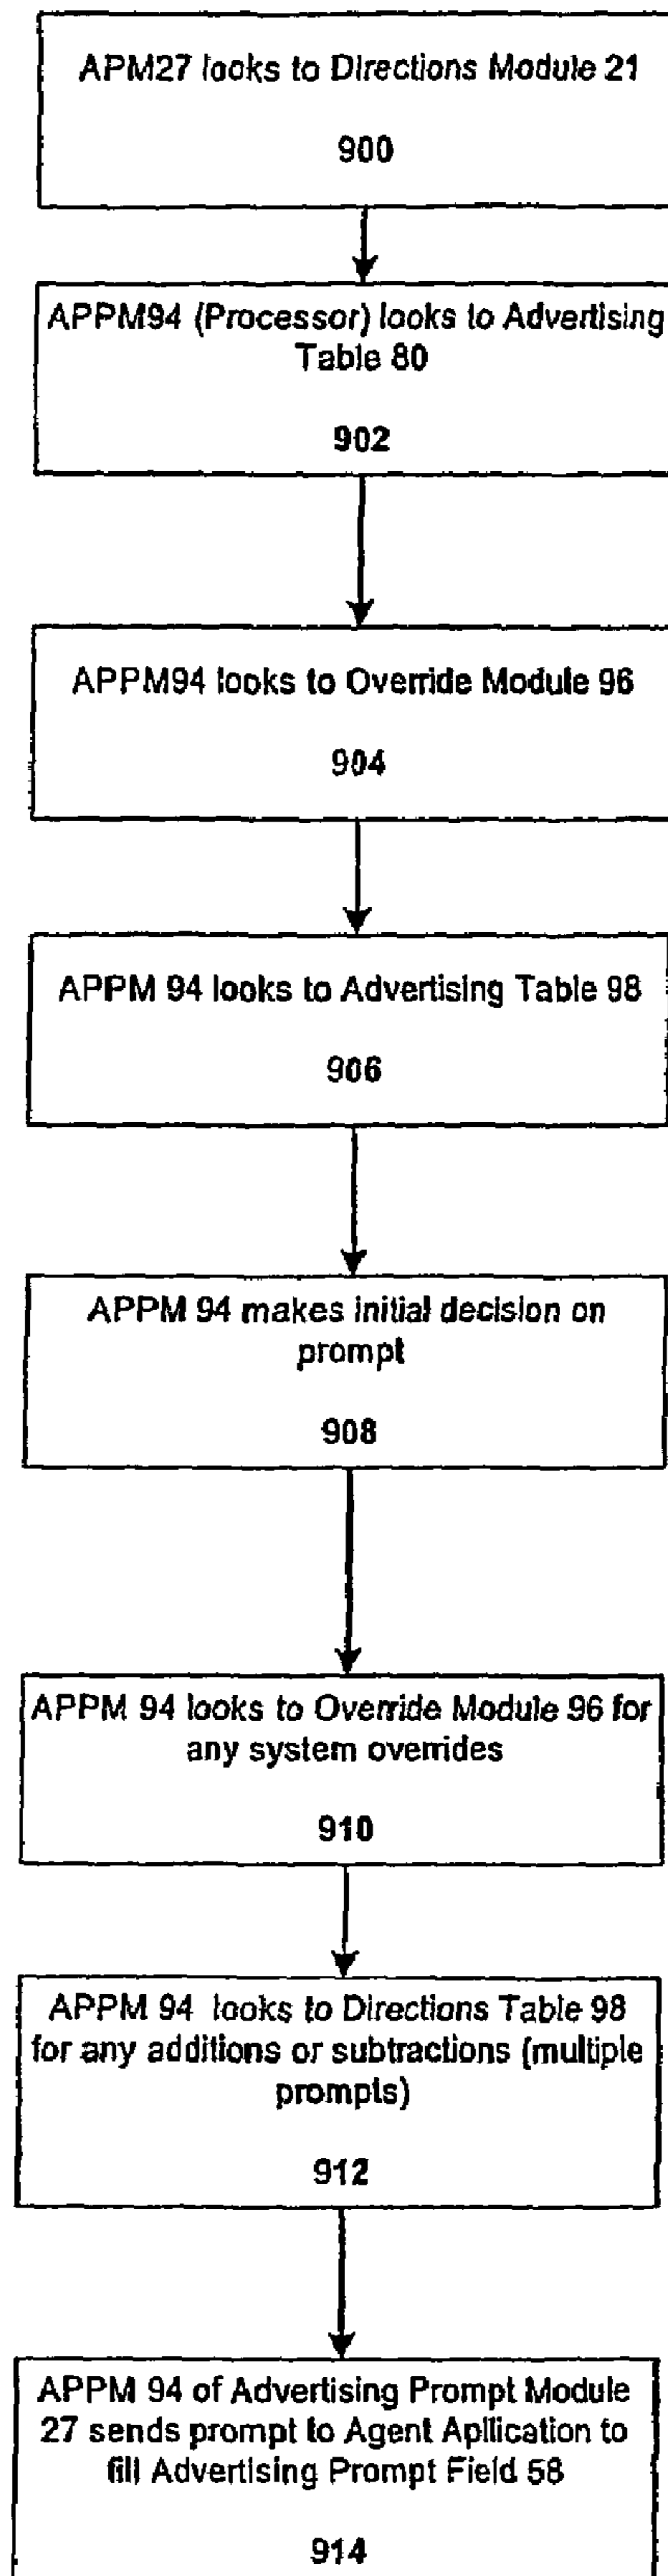 APM27 looks to Directions Module 21
900
APPM94 (Processor) looks to Advertising
Table 80
902
APPM94 looks to Override Module 96
904
APPM 94 looks to Advertising Table 98
906
APPM 94 makes initial decision on
prompt
908
APPM 94 looks to Override Module 96 for
any system overrides
910
APPM 94 looks to Directions Table 98
for any additions or subtractions (multiple
prompts)
912
APPM 94 of Advertising Prompt Module
27 sends prompt to Agent Apllication to
fill Advertising Prompt Field 58
914